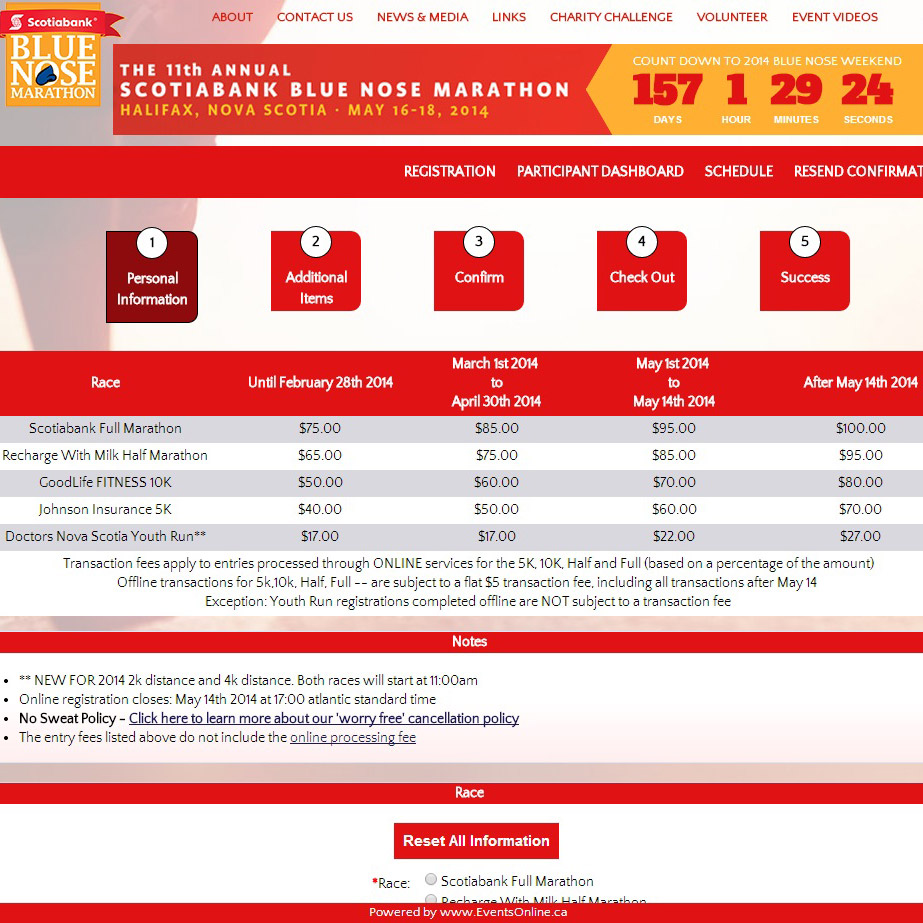 Scotiabank
BLUE
NOSE
MARATHON
ABOUT CONTACT US NEWS & MEDIA LINKS CHARITY CHALLENGE VOLUNTEER EVENT VIDEOS
THE 11th ANNUAL
SCOTIABANK BLUE NOSE MARATHON
HALIFAX, NOVA SCOTIA · MAY 16-18, 2014
COUNT DOWN TO 2014 BLUE NOSE WEEKEND
157 1 29 24
DAYS HOUR MINUTES SECONDS
REGISTRATION PARTICIPANT DASHBOARD SCHEDULE RESEND CONFIRMAT
1 2 3 4 5
Personal Information
Additional Items
Confirm
Check Out
Success
Race Until February 28th 2014 March 1st 2014 to April 30th 2014 May 1st 2014 to May 14th 2014 After May 14th 2014
Scotiabank Full Marathon $75.00 $85.00 $95.00 $100.00
Recharge With Milk Half Marathon $65.00 $75.00 $85.00 $95.00
GoodLife FITNESS 10K $50.00 $60.00 $70.00 $80.00
Johnson Insurance 5K $40.00 $50.00 $60.00 $70.00
Doctors Nova Scotia Youth Run** $17.00 $17.00 $22.00 $27.00
Transaction fees apply to entries processed through ONLINE services for the 5K, 10K, Half and Full (based on a percentage of the amount)
Offline transactions for 5k,10k, Half, Full -- are subject to a flat $5 transaction fee, including all transactions after May 14
Exception: Youth Run registrations completed offline are NOT subject to a transaction fee
Notes
• ** NEW FOR 2014 2k distance and 4k distance. Both races will start at 11:00am
• Online registration closes: May 14th 2014 at 17:00 atlantic standard time
• No Sweat Policy - Click here to learn more about our 'worry free' cancellation policy
• The entry fees listed above do not include the online processing fee
Race
Reset All Information
*Race: Scotiabank Full Marathon
Recharge With Milk Half Marathon
Powered by www.EventsOnline.ca